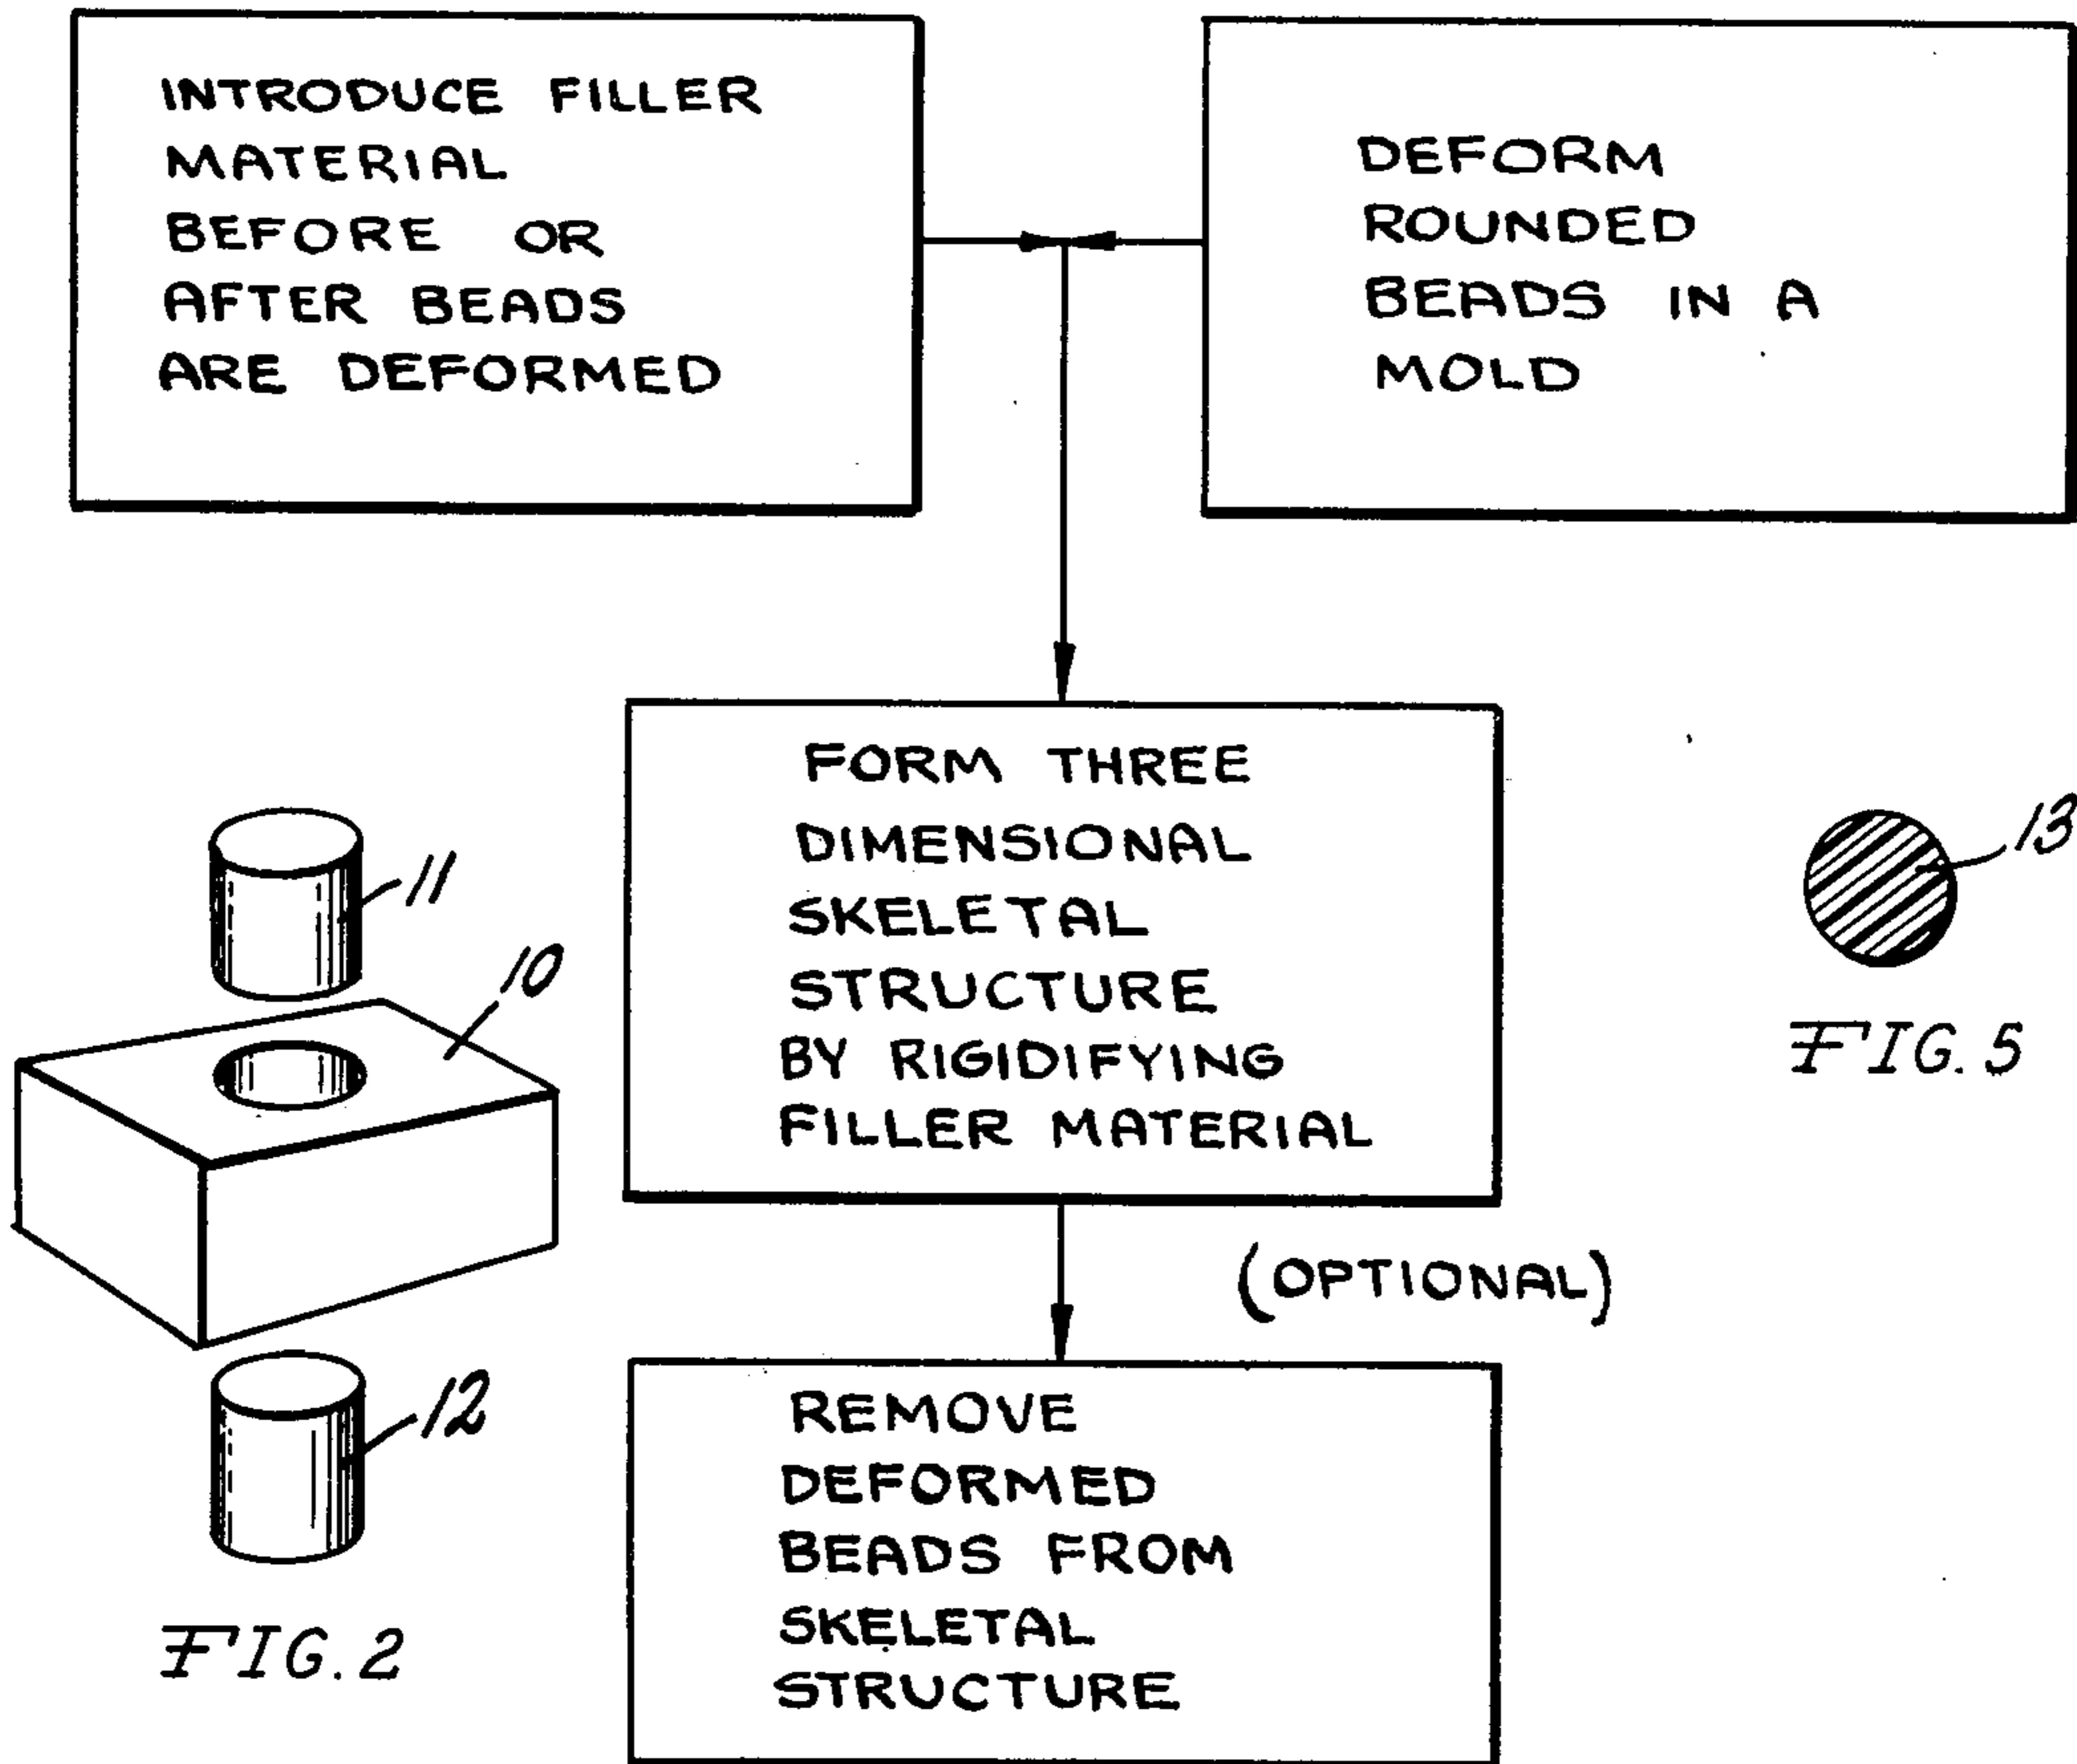 INTRODUCE FILLER
MATERIAL
BEFORE OR
AFTER BEADS
ARE DEFORMED
DEFORM
ROUNDED
BEADS IN A
MOLD
FORM THREE
DIMENSIONAL
SKELETAL
STRUCTURE
BY RIGIDIFYING
FILLER MATERIAL
11
10
12
FIG. 2
13
FIG. 5
(OPTIONAL)
REMOVE
DEFORMED
BEADS FROM
SKELETAL
STRUCTURE